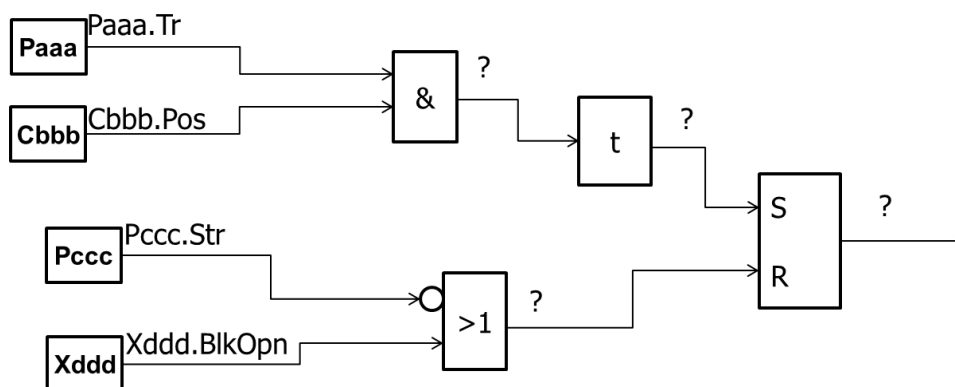 Paaa
Paaa.Tr
Cbbb
Cbbb.Pos
&
?
t
?
S
R
?
Pccc
Pccc.Str
Xddd
Xddd.BlkOpn
>1
?